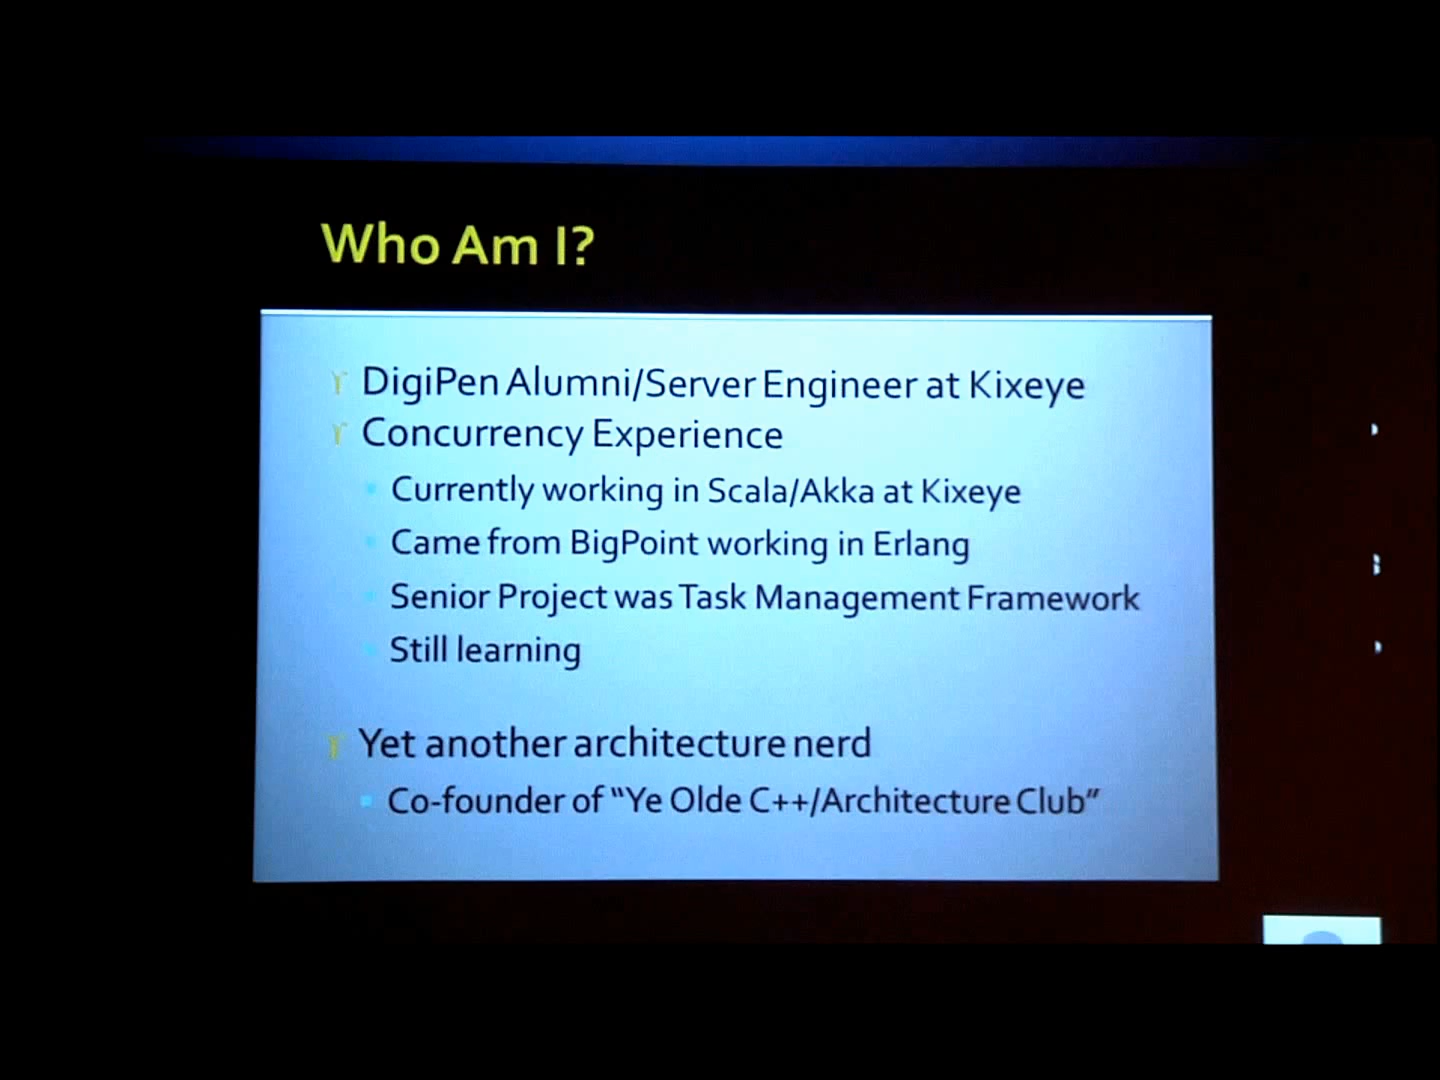 Who Am I?
DigiPen Alumni/Server Engineer at Kixeye
Concurrency Experience
Currently working in Scala/Akka at Kixeye
Came from BigPoint working in Erlang
Senior Project was Task Management Framework
Still learning
Yet another architecture nerd
Co-founder of “Ye Olde C++/Architecture Club”